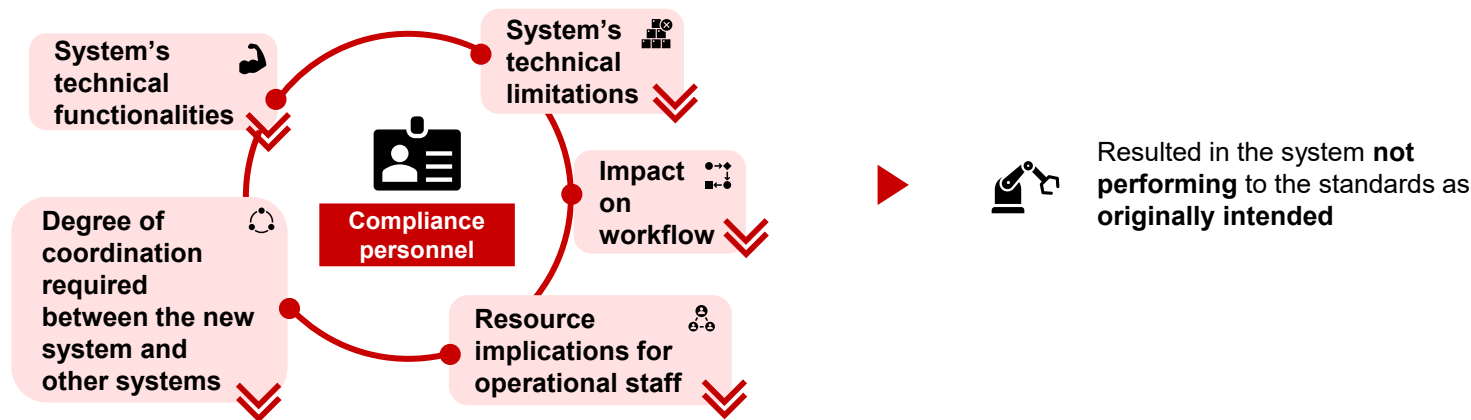 System's
technical
functionalities
System's
technical
limitations
Compliance
personnel
Impact
on
workflow
Degree of
coordination
required
between the new
system and
other systems
Resource
implications for
operational staff
Resulted in the system not
performing to the standards as
originally intended